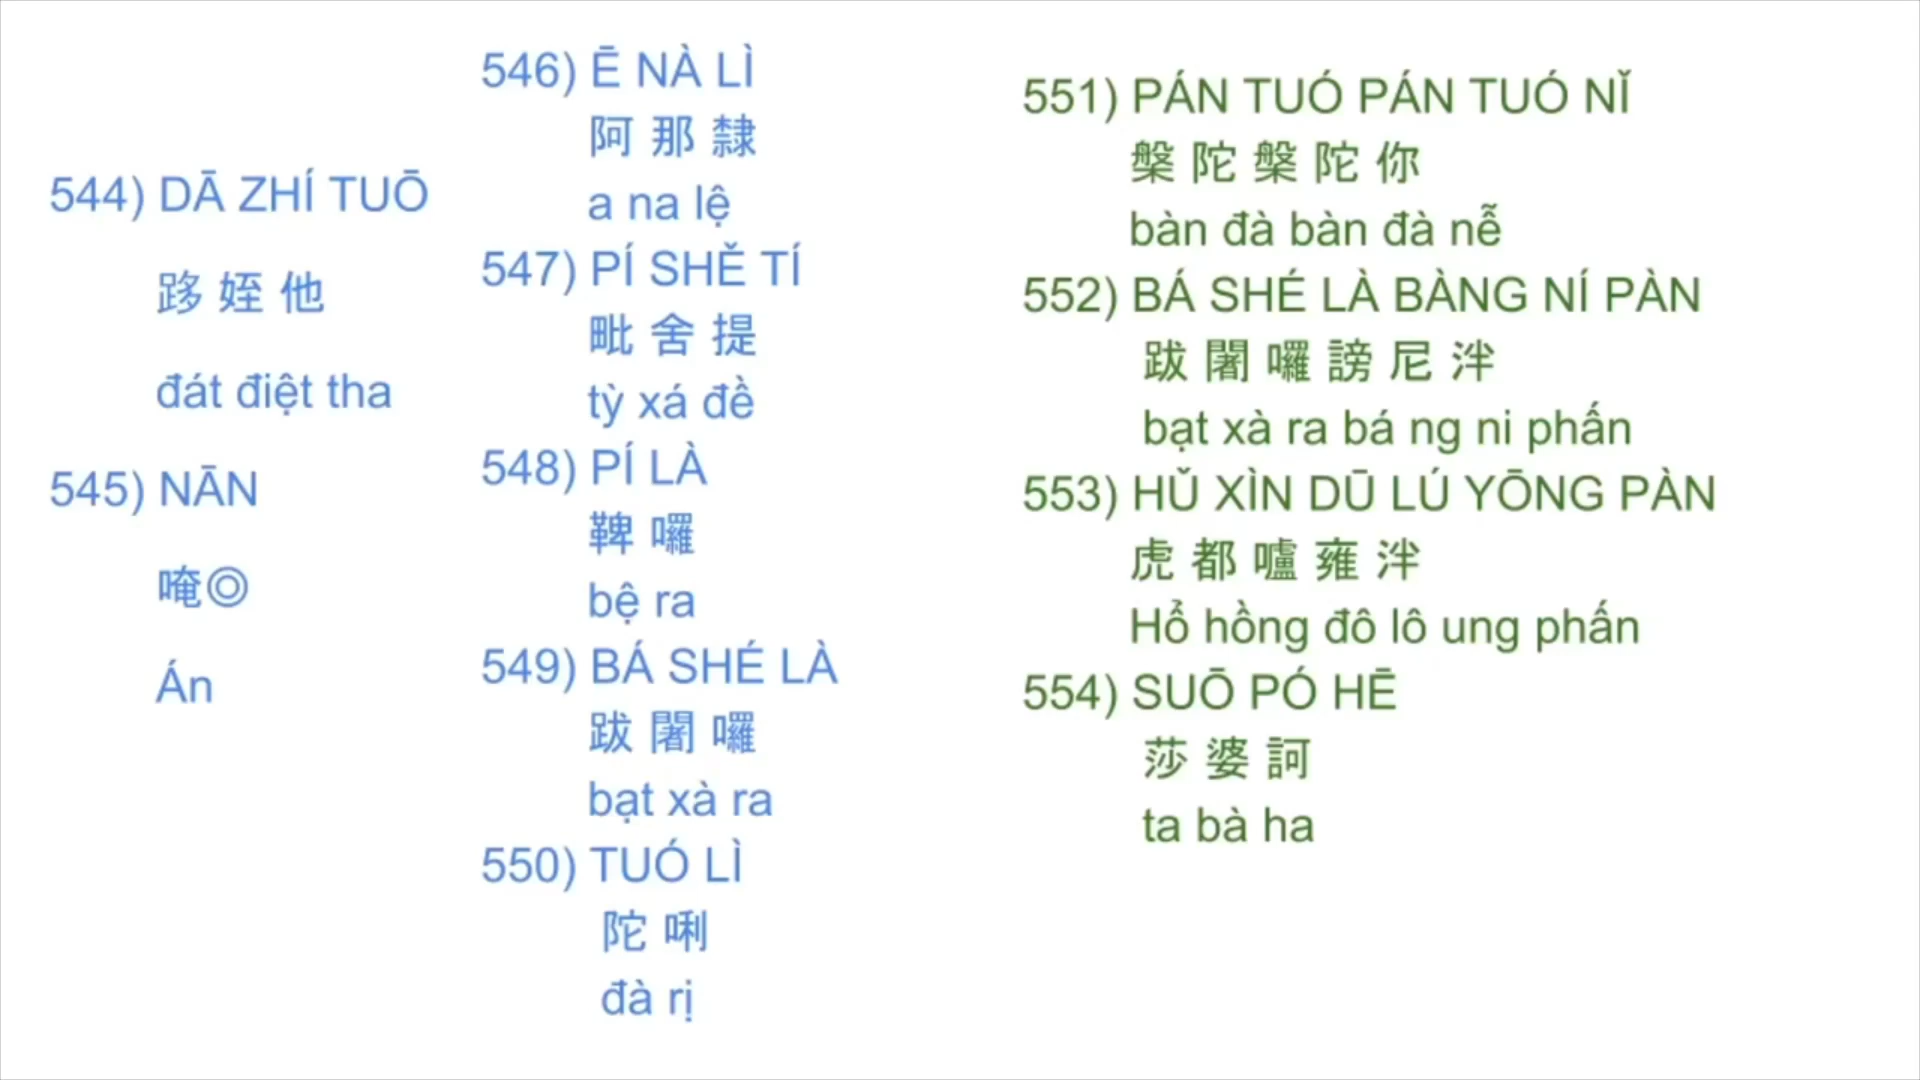 544) DĀ ZHÍ TUŌ
跢 姪 他
đát điệt tha
545) NĀN
唵◎
Án
546) Ē NÀ LÌ
阿 那 隸
a na lệ
547) PÍ SHĚ TÍ
毗 舍 提
tỳ xá đề
548) PÍ LÀ
鞞 囉
bệ ra
549) BÁ SHÉ LÀ
跋 闍 囉
bạt xà ra
550) TUÓ LÌ
陀 唎
đà rị
551) PÁN TUÓ PÁN TUÓ NǏ
槃 陀 槃 陀 你
bàn đà bàn đà nễ
552) BÁ SHÉ LÀ BÀNG NÍ PÀN
跋 闍 囉 謗 尼 泮
bạt xà ra bá ng ni phấn
553) HǓ XÌN DŪ LÚ YŌNG PÀN
虎 都 嚧 雍 泮
Hổ hồng đô lô ung phấn
554) SUŌ PÓ HĒ
莎 婆 訶
ta bà ha